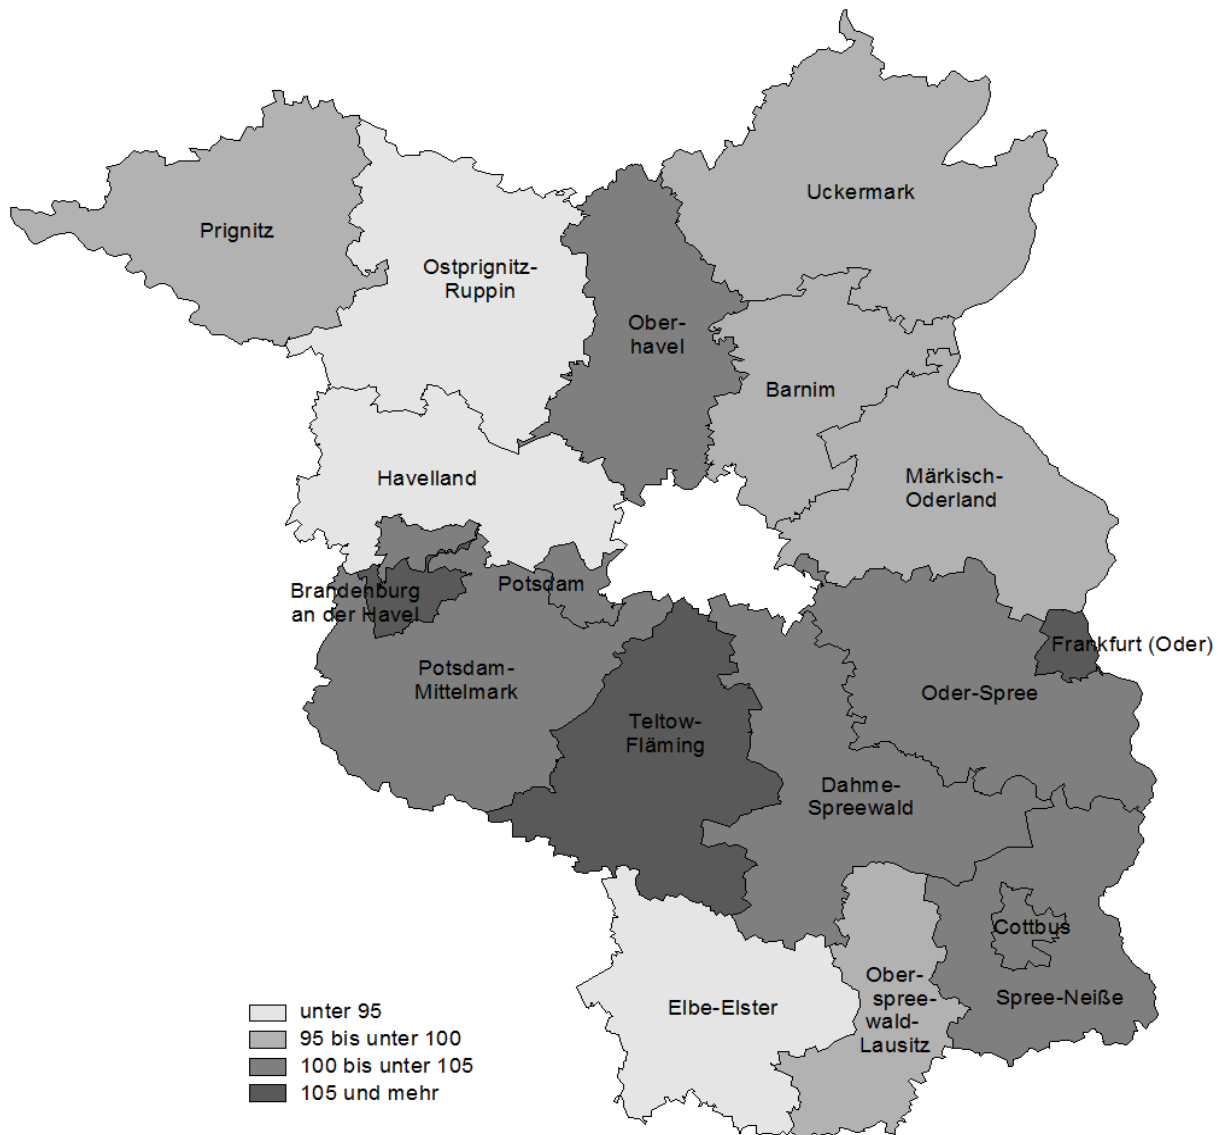 Uckermark
Prignitz
Ostprignitz-
Ruppin
Ober-
havel
Barnim
Märkisch-
Oderland
Havelland
Brandenburg
an der Havel
Potsdam
Frankfurt (Oder)
Potsdam-
Mittelmark
Oder-Spree
Teltow-
Fläming
Dahme-
Spreewald
Cottbus
Ober-
spree-
wald-
Lausitz
Spree-Neiße
Elbe-Elster
unter 95
95 bis unter 100
100 bis unter 105
105 und mehr